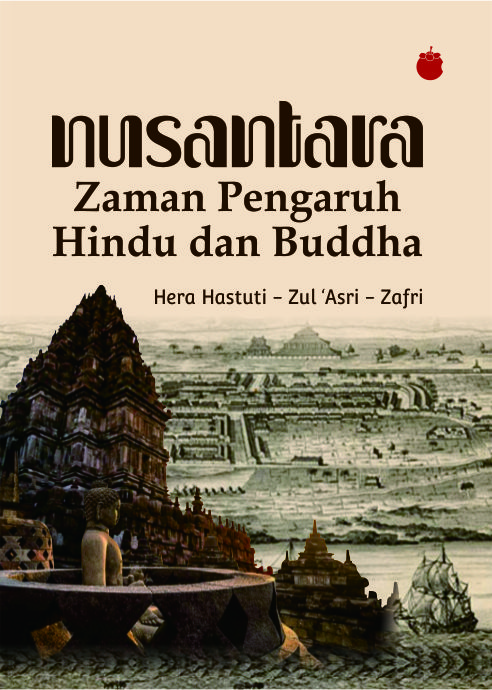 nusantara
Zaman Pengaruh
Hindu dan Buddha
Hera Hastuti – Zul ‘Asri – Zafri